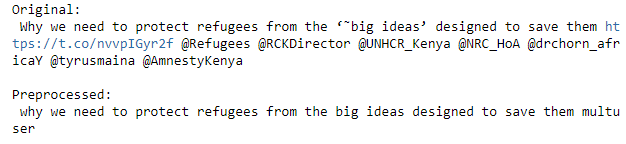 Original:
 Why we need to protect refugees from the ‘˜big ideas’ designed to save them ht
tps://t.co/nvvpIGyr2f @Refugees @RCKDirector @UNHCR_Kenya @NRC_HoA @drchorn_afr
icaY @tyrusmaina @AmnestyKenya

Preprocessed:
 why we need to protect refugees from the big ideas designed to save them multu
ser